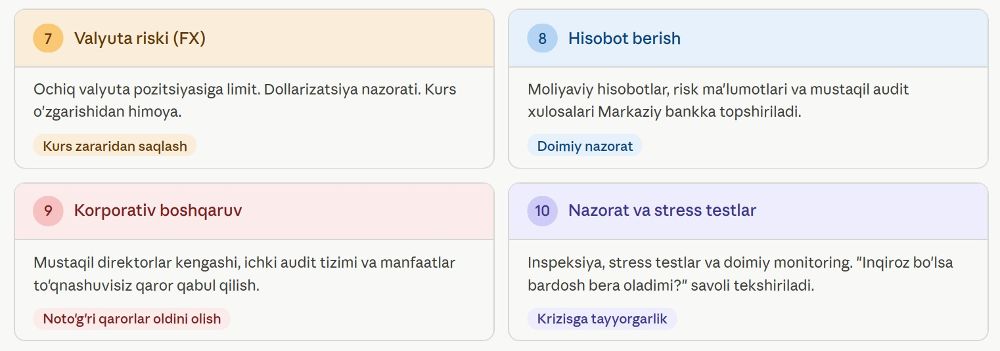 7 Valyuta riski (FX)
Ochiq valyuta pozitsiyasiga limit. Dollarizatsiya nazorati. Kurs
o'zgarishidan himoya.
Kurs zararidan saqlash
8 Hisobot berish
Moliyaviy hisobotlar, risk ma'lumotlari va mustaqil audit
xulosalari Markaziy bankka topshiriladi.
Doimiy nazorat
9 Korporativ boshqaruv
Mustaqil direktorlar kengashi, ichki audit tizimi va manfaatlar
to'qnashuvisiz qaror qabul qilish.
Noto'g'ri qarorlar oldini olish
10 Nazorat va stress testlar
Inspeksiya, stress testlar va doimiy monitoring. "Inqiroz bo'lsa
bardosh bera oladimi?" savoli tekshiriladi.
Krizisga tayyorgarlik